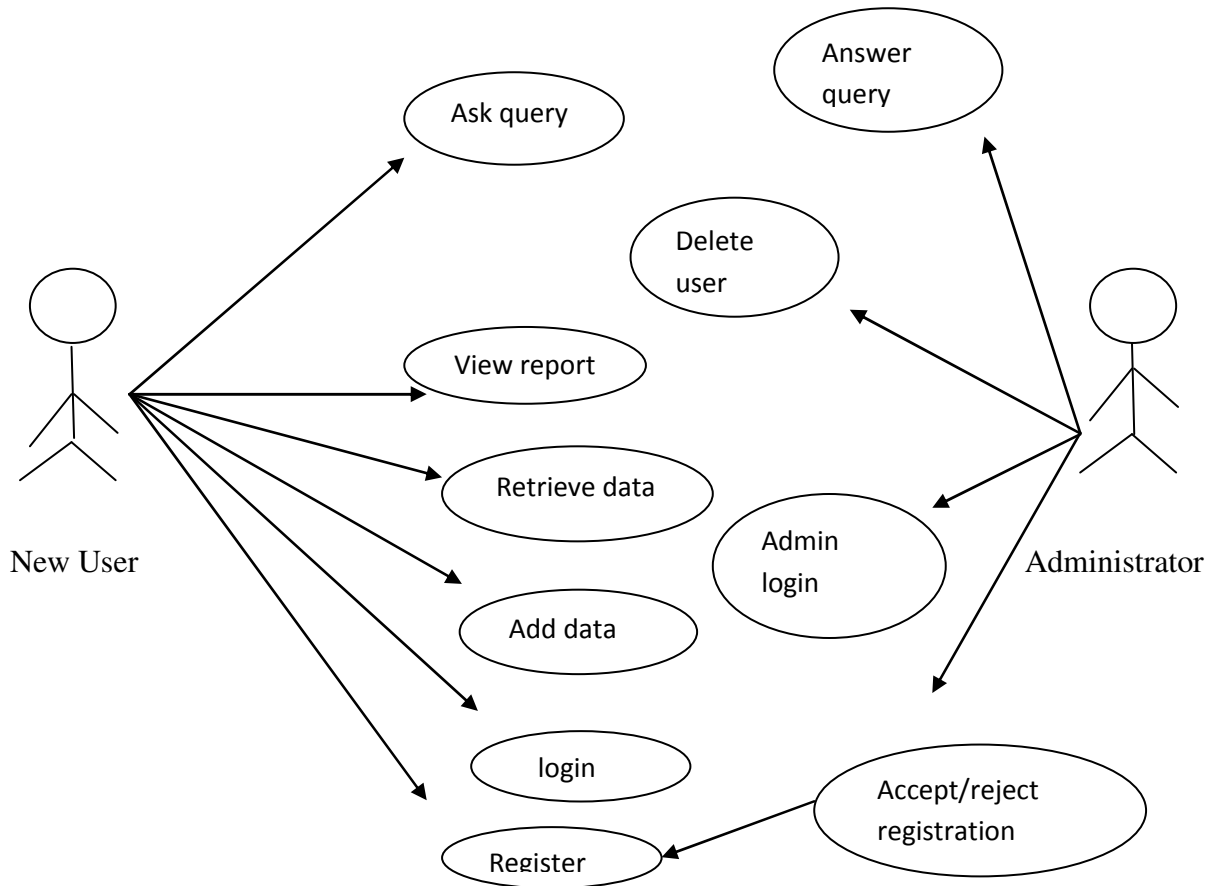 Answer
query
Ask query
Delete
user
View report
Retrieve data
New User
Admin
login
Administrator
Add data
login
Accept/reject
registration
Register